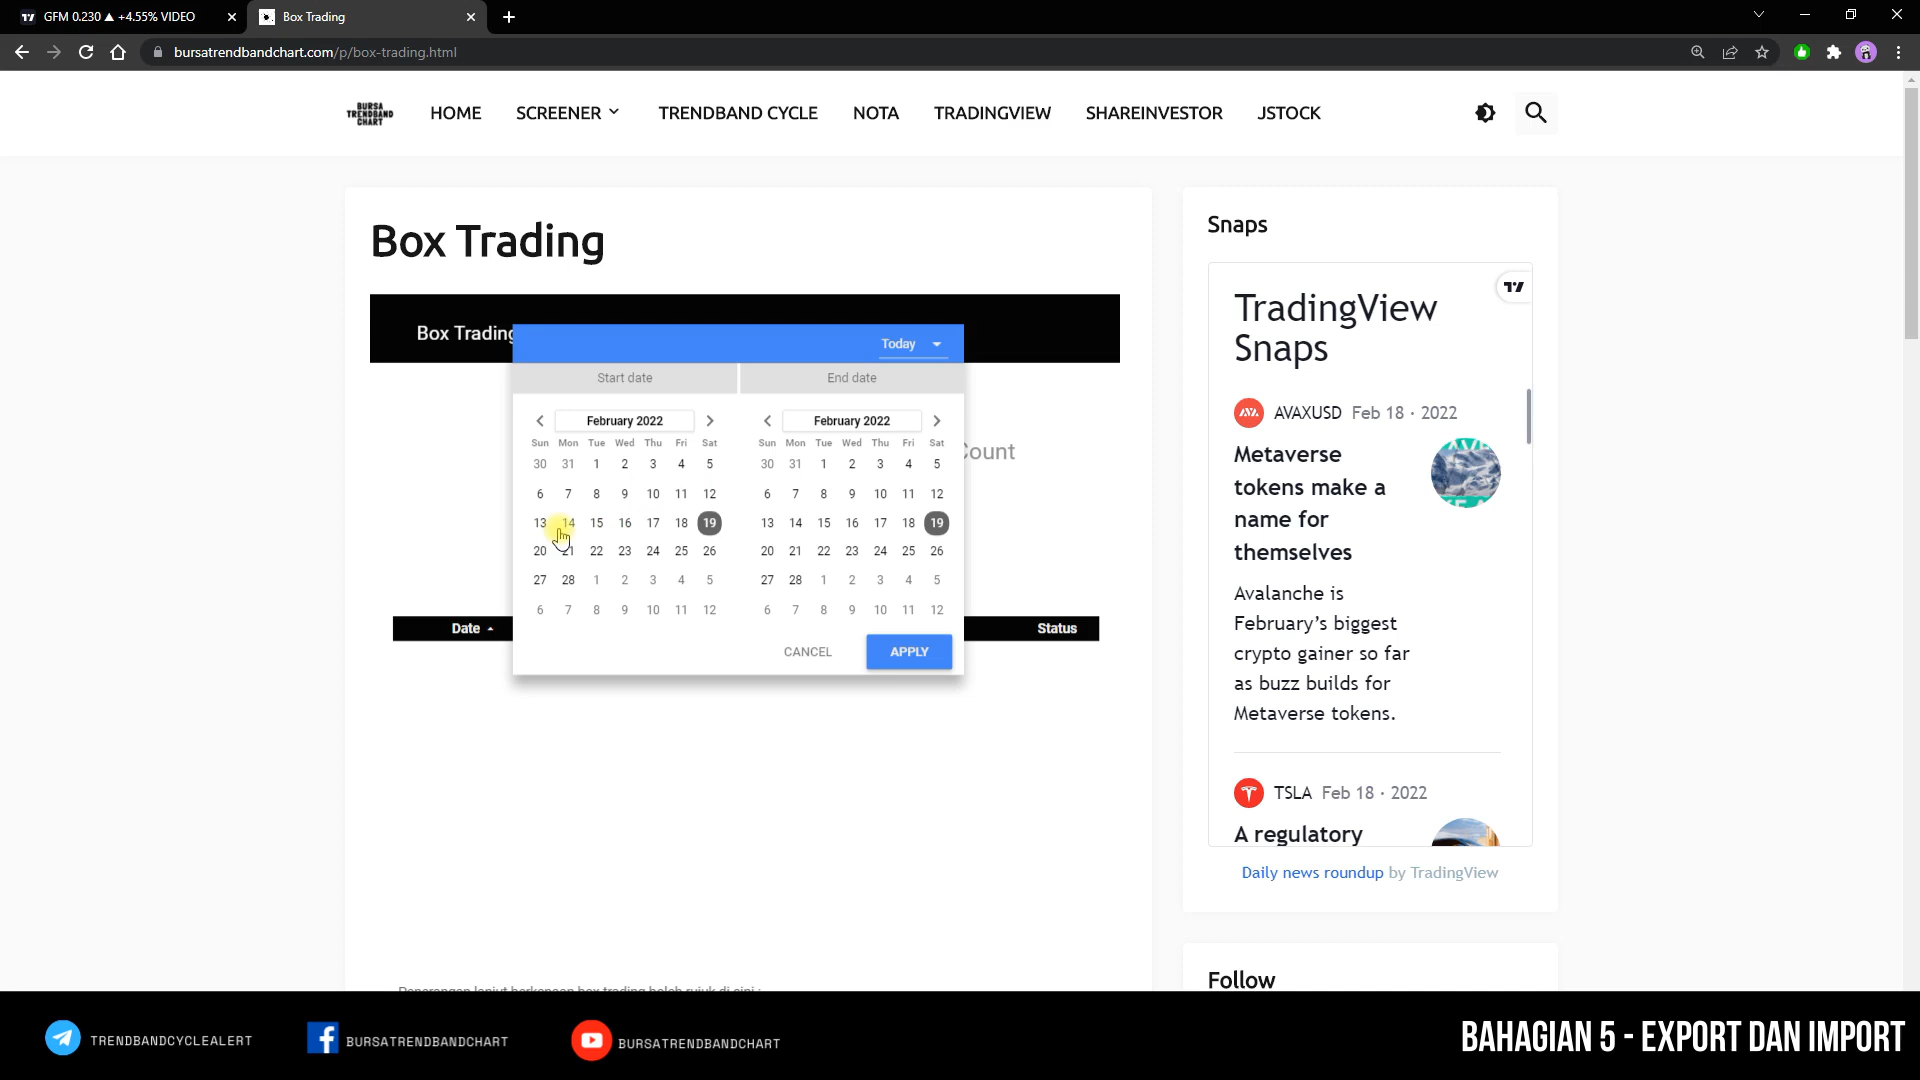 GFM 0.230 ▲ +4.55% VIDEO
Box Trading
bursatrendbandchart.com/p/box-trading.html
BURSA
TRENDBAND
CHART
HOME
SCREENER
TRENDBAND CYCLE
NOTA
TRADINGVIEW
SHAREINVESTOR
JSTOCK
Box Trading
Box Trading
Today
Start date
End date
February 2022
February 2022
Sun Mon Tue Wed Thu Fri Sat
Sun Mon Tue Wed Thu Fri Sat
30 31 1 2 3 4 5
30 31 1 2 3 4 5
6 7 8 9 10 11 12
6 7 8 9 10 11 12
13 14 15 16 17 18 19
13 14 15 16 17 18 19
20 21 22 23 24 25 26
20 21 22 23 24 25 26
27 28 1 2 3 4 5
27 28 1 2 3 4 5
6 7 8 9 10 11 12
6 7 8 9 10 11 12
CANCEL
APPLY
Count
Date
Status
Snaps
TradingView
Snaps
AVAXUSD Feb 18 · 2022
Metaverse
tokens make a
name for
themselves
Avalanche is
February's biggest
crypto gainer so far
as buzz builds for
Metaverse tokens.
TSLA Feb 18 · 2022
A regulatory
Daily news roundup by TradingView
Follow
TRENDBANDCYCLEALERT
BURSATRENDBANDCHART
BURSATRENDBANDCHART
BAHAGIAN 5 - EXPORT DAN IMPORT